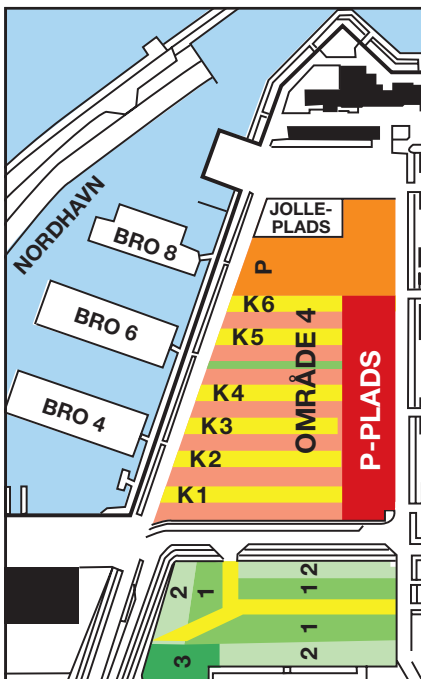 NORDHAVN
BRO 8
BRO 6
BRO 4
JOLLE-
PLADS
P
K6
K5
K4
K3
K2
K1
OMRÅDE 4
P-PLADS
2
1
2
1
1
2
3